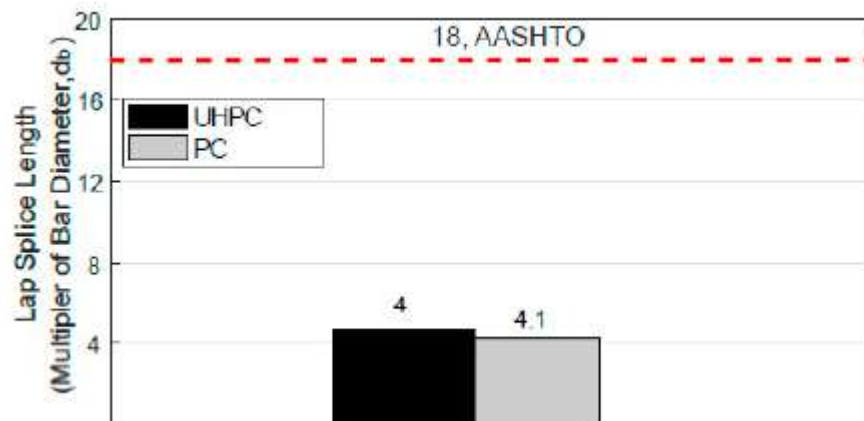 20
18, AASHTO
16
UHPC
PC
12
8
4
4.1
4
Lap Splice Length
(Multipler of Bar Diameter,db)